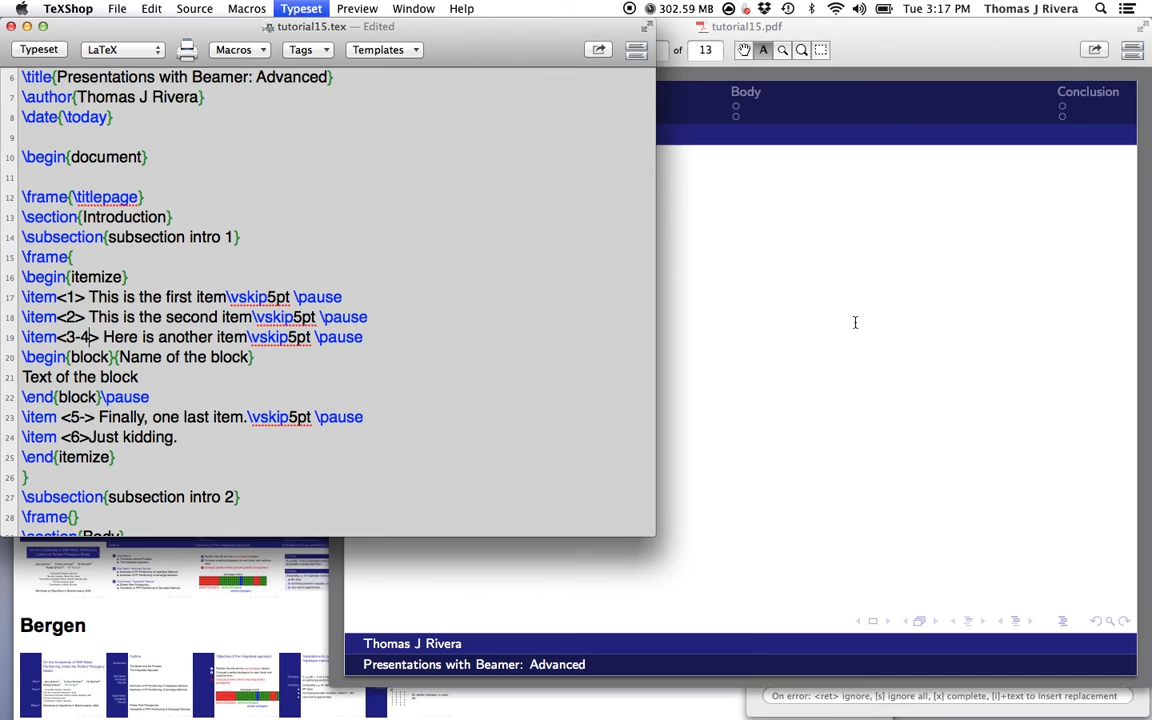 TeXShop File Edit Source Macros Typeset Preview Window Help 302.59 MB Tue 3:17 PM Thomas J Rivera
tutorial15.tex — Edited
tutorial15.pdf
Typeset LaTeX Macros Tags Templates
of 13 A
6 \title{Presentations with Beamer: Advanced}
7 \author{Thomas J Rivera}
8 \date{\today}
9
10 \begin{document}
11
12 \frame{\titlepage}
13 \section{Introduction}
14 \subsection{subsection intro 1}
15 \frame{
16 \begin{itemize}
17 \item<1> This is the first item\vskip5pt \pause
18 \item<2> This is the second item\vskip5pt \pause
19 \item<3-4> Here is another item\vskip5pt \pause
20 \begin{block}{Name of the block}
21 Text of the block
22 \end{block}\pause
23 \item <5-> Finally, one last item.\vskip5pt \pause
24 \item <6>Just kidding.
25 \end{itemize}
26 }
27 \subsection{subsection intro 2}
28 \frame{}
\section{Body}
Body
Conclusion
Bergen
Thomas J Rivera
Presentations with Beamer: Advanced
On error: <ret> ignore, [s] ignore all, [x] complete, [i]+text to insert replacement